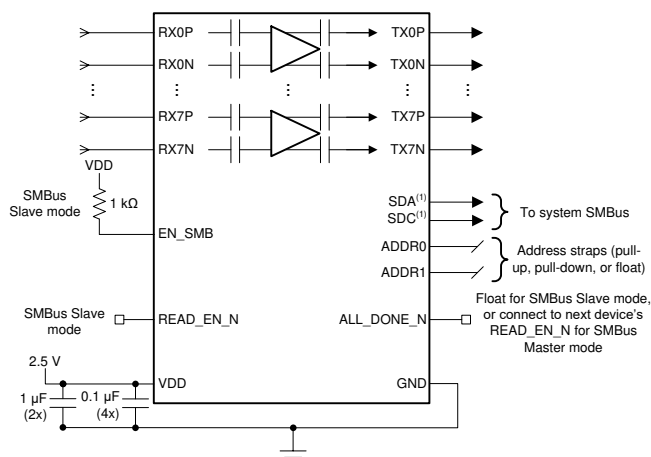 RX0P
TX0P
RX0N
TX0N
RX7P
TX7P
RX7N
TX7N
VDD
SMBus
Slave mode
1 kΩ
EN_SMB
SDA(1)
SDC(1)
To system SMBus
ADDR0
ADDR1
Address straps (pull-
up, pull-down, or float)
SMBus Slave
mode
READ_EN_N
ALL_DONE_N
Float for SMBus Slave mode,
or connect to next device's
READ_EN_N for SMBus
Master mode
2.5 V
VDD
GND
1 µF
(2x)
0.1 µF
(4x)